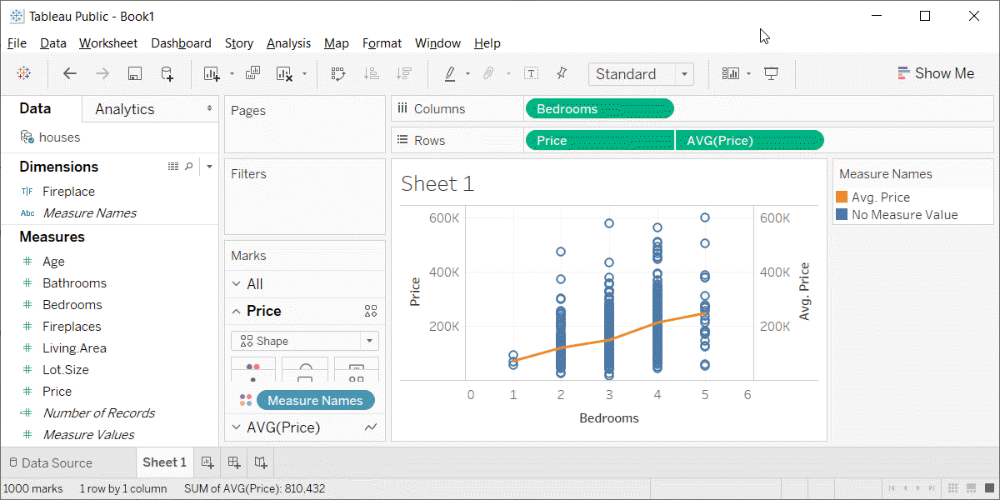 Tableau Public - Book1
File Data Worksheet Dashboard Story Analysis Map Format Window Help
Standard
Show Me
Data Analytics
houses
Dimensions
T|F Fireplace
Abc Measure Names
Measures
Age
Bathrooms
Bedrooms
Fireplaces
Living.Area
Lot.Size
Price
Number of Records
Measure Values
Pages
Filters
Marks
All
Price
Shape
Measure Names
AVG(Price)
Columns Bedrooms
Rows Price AVG(Price)
Sheet 1
600K
400K
200K
Price
600K
400K
200K
Avg. Price
0 1 2 3 4 5 6
Bedrooms
Measure Names
Avg. Price
No Measure Value
Data Source Sheet 1
1000 marks 1 row by 1 column SUM of AVG(Price): 810,432